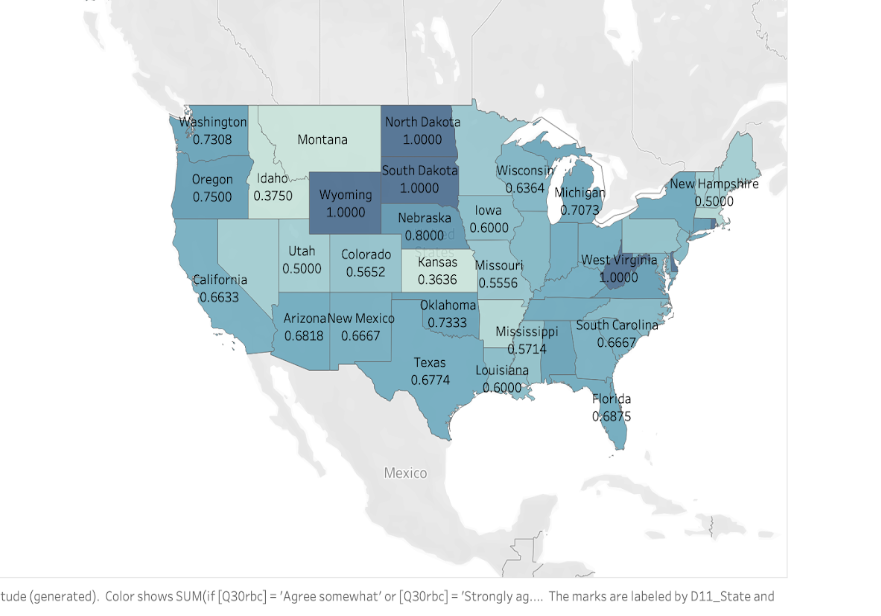 Washington
0.7308
Montana
North Dakota
1.0000
Oregon
0.7500
Idaho
0.3750
Wyoming
1.0000
South Dakota
1.0000
Wisconsin
0.6364
Michigan
0.7073
New Hampshire
0.5000
Nebraska
0.8000
Iowa
0.6000
United
States
Utah
0.5000
Colorado
0.5652
Kansas
0.3636
Missouri
0.5556
West Virginia
1.0000
California
0.6633
Arizona
0.6818
New Mexico
0.6667
Oklahoma
0.7333
Mississippi
0.5714
South Carolina
0.6667
Texas
0.6774
Louisiana
0.6000
Florida
0.6875
Mexico
tude (generated). Color shows SUM(if [Q30rbc] = 'Agree somewhat' or [Q30rbc] = 'Strongly ag.... The marks are labeled by D11_State and